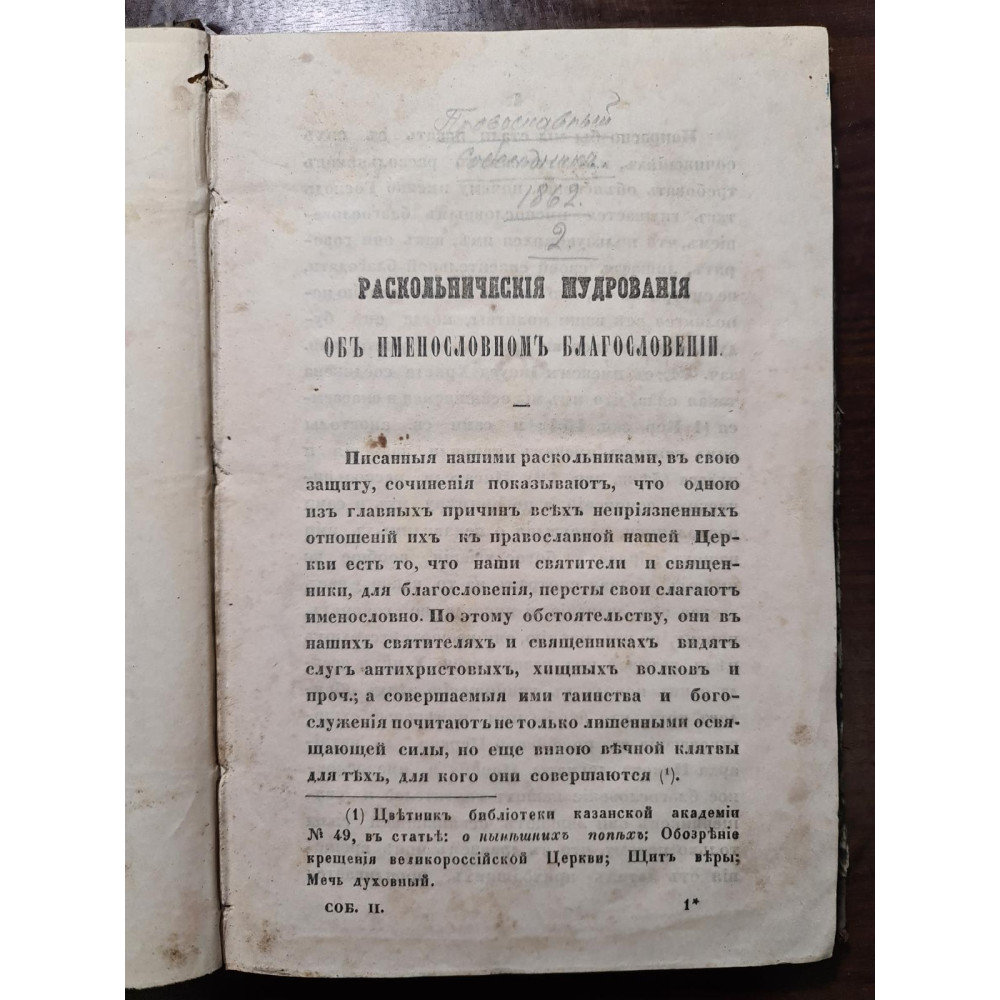 Православный
Собеседникъ
1862.
2
РАСКОЛЬНИЧЕСКІЯ МУДРОВАНІЯ
ОБЪ ИМЕНОСЛОВНОМЪ БЛАГОСЛОВЕНІИ.
Писанныя нашими раскольниками, въ свою
защиту, сочиненія показываютъ, что одною
изъ главныхъ причинъ всѣхъ непріязненныхъ
отношеній ихъ къ православной нашей Цер-
кви есть то, что наши святители и священ-
ники, для благословенія, персты свои слагаютъ
именословно. По этому обстоятельству, они въ
нашихъ святителяхъ и священникахъ видятъ
слугъ антихристовыхъ, хищныхъ волковъ и
проч.; а совершаемыя ими таинства и бого-
служенія почитаютъ не только лишенными освя-
щающей силы, но еще виною вѣчной клятвы
для тѣхъ, для кого они совершаются (¹).
(1) Цвѣтникъ библіотеки казанской академіи
№ 49, въ статьѣ: о нынѣшнихъ попѣхъ; Обозрѣніе
крещенія великороссійской Церкви; Щитъ вѣры;
Мечь духовный.
СОБ. II. 1*